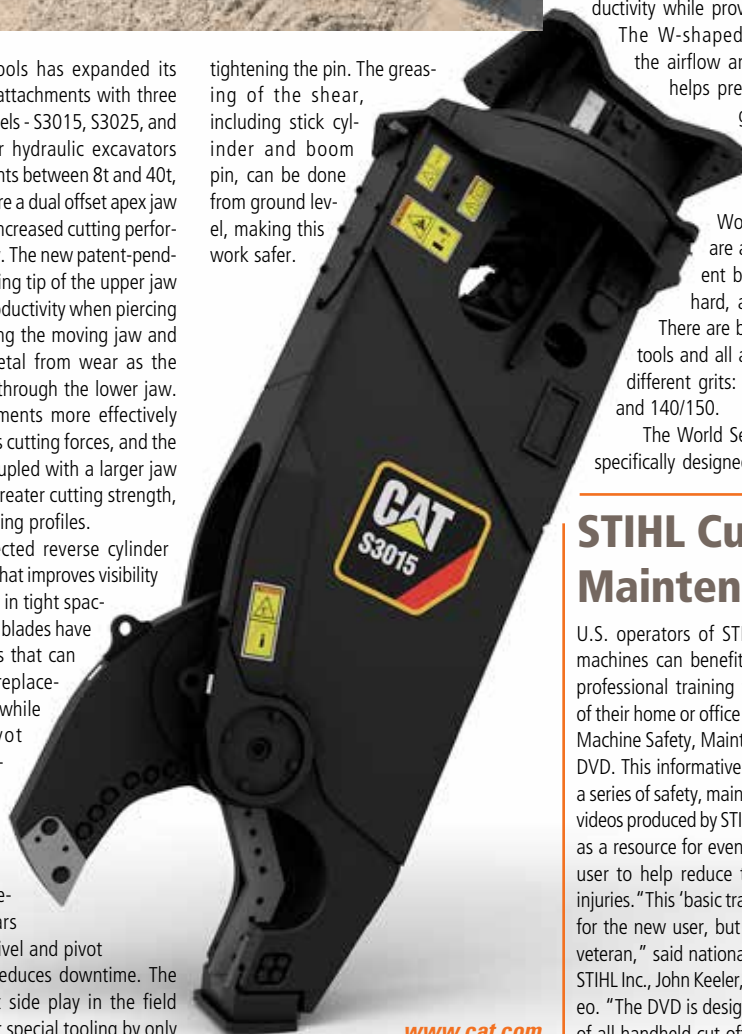 ools has expanded its
attachments with three
els - S3015, S3025, and
r hydraulic excavators
nts between 8t and 40t,
re a dual offset apex jaw
ncreased cutting perfor-
. The new patent-pend-
ing tip of the upper jaw
oductivity when piercing
ng the moving jaw and
etal from wear as the
through the lower jaw.
ments more effectively
s cutting forces, and the
upled with a larger jaw
reater cutting strength,
ing profiles.
cted reverse cylinder
hat improves visibility
in tight spac-
blades have
s that can
replace-
while
vot
-
e-
ars
ivel and pivot
reduces downtime. The
t side play in the field
r special tooling by only
tightening the pin. The greas-
ing of the shear,
including stick cyl-
inder and boom
pin, can be done
from ground lev-
el, making this
work safer.
CAT
S3015
www.cat.com
ductivity while prov
The W-shaped
the airflow ar
helps pre
g
Wo
are a
ent b
hard, a
There are b
tools and all a
different grits:
and 140/150.
The World Se
specifically designed
STIHL Cu
Mainten
U.S. operators of STI
machines can benefit
professional training
of their home or office
Machine Safety, Maint
DVD. This informative
a series of safety, main
videos produced by STI
as a resource for even
user to help reduce t
injuries. “This ‘basic tra
for the new user, but
veteran,” said national
STIHL Inc., John Keeler,
eo. “The DVD is design
of all handheld cut-of